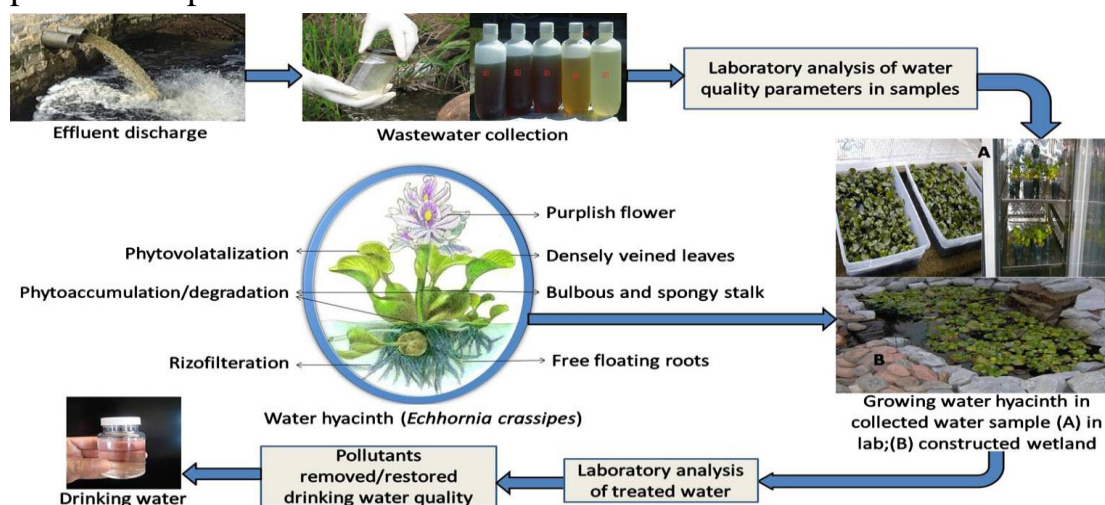 Effluent discharge
Wastewater collection
Laboratory analysis of water
quality parameters in samples
A
Purplish flower
Phytovolatalization
Densely veined leaves
Phytoaccumulation/degradation
Bulbous and spongy stalk
Rizofilteration
Free floating roots
B
Water hyacinth (Echhornia crassipes)
Growing water hyacinth in
collected water sample (A) in
lab;(B) constructed wetland
Laboratory analysis
of treated water
Pollutants
removed/restored
drinking water quality
Drinking water